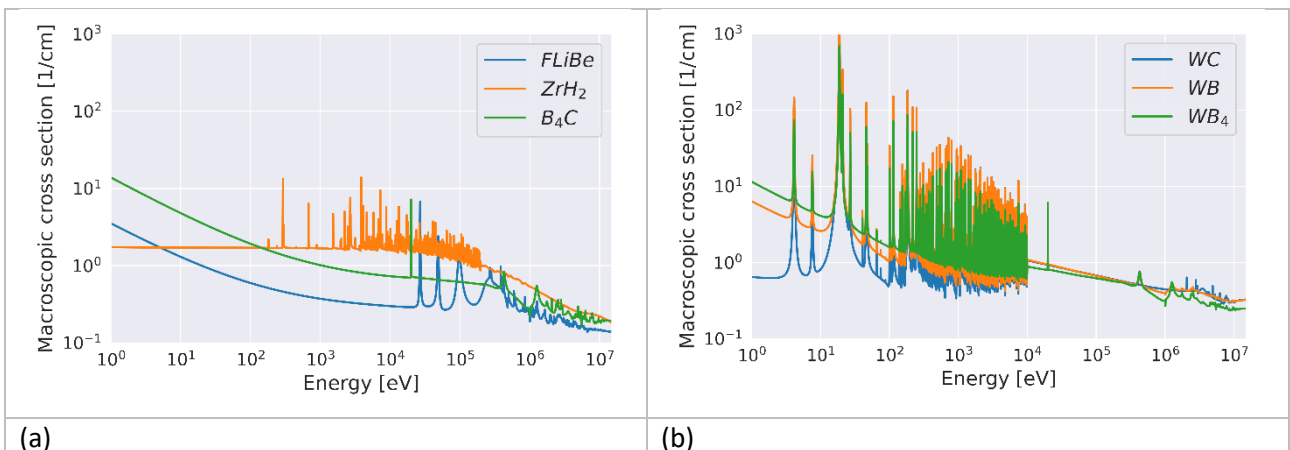 Macroscopic cross section [1/cm]
10³
10²
10¹
10⁰
10⁻¹
FLiBe
ZrH₂
B₄C
10⁰ 10¹ 10² 10³ 10⁴ 10⁵ 10⁶ 10⁷
Energy [eV]
(a)
Macroscopic cross section [1/cm]
10³
10²
10¹
10⁰
10⁻¹
WC
WB
WB₄
10⁰ 10¹ 10² 10³ 10⁴ 10⁵ 10⁶ 10⁷
Energy [eV]
(b)